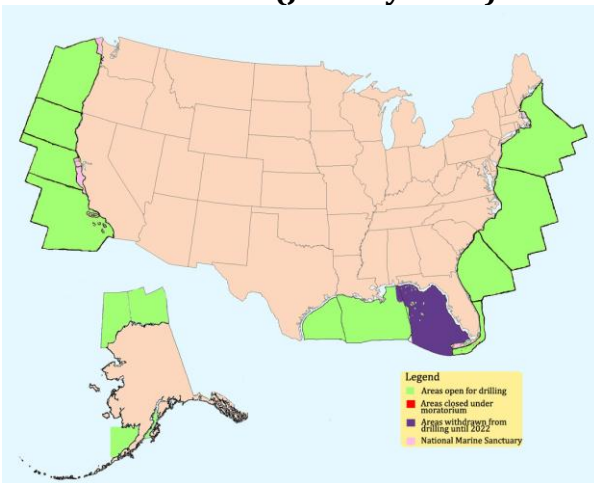 Legend
Areas open for drilling
Areas closed under
moratorium
Areas withdrawn from
drilling until 2022
National Marine Sanctuary